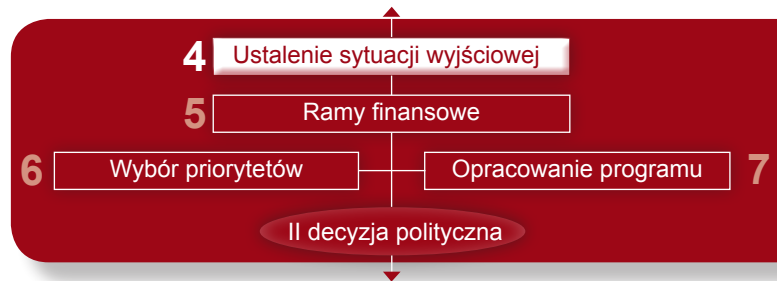 4 Ustalenie sytuacji wyjściowej
5 Ramy finansowe
6 Wybór priorytetów
Opracowanie programu 7
II decyzja polityczna